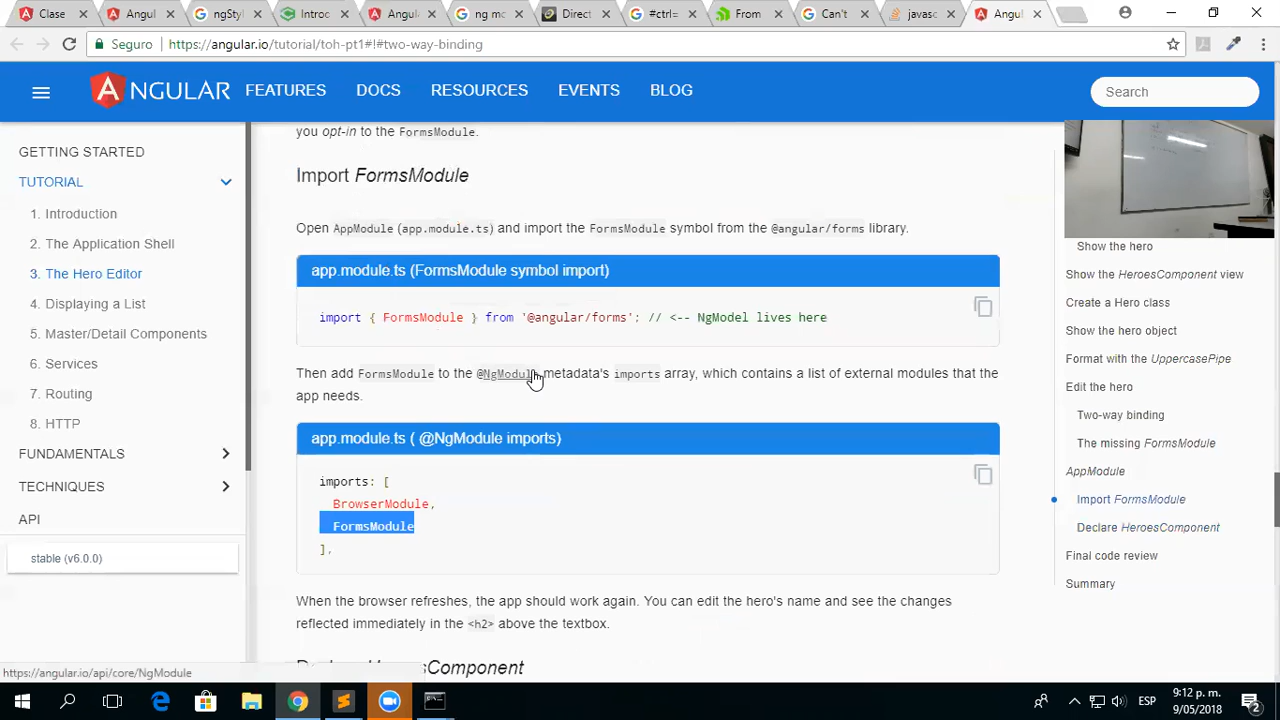 Clase
Angul
ngStyl
Introc
Angul
ng mo
Direct
#ctrl=
From
Can't
javasc
Angul
Seguro
https://angular.io/tutorial/toh-pt1#!#two-way-binding
ANGULAR
FEATURES
DOCS
RESOURCES
EVENTS
BLOG
Search
GETTING STARTED
TUTORIAL
1. Introduction
2. The Application Shell
3. The Hero Editor
4. Displaying a List
5. Master/Detail Components
6. Services
7. Routing
8. HTTP
FUNDAMENTALS
TECHNIQUES
API
stable (v6.0.0)
you opt-in to the FormsModule.
Import FormsModule
Open AppModule (app.module.ts) and import the FormsModule symbol from the @angular/forms library.
app.module.ts (FormsModule symbol import)
import { FormsModule } from '@angular/forms'; // <-- NgModel lives here
Then add FormsModule to the @NgModule metadata's imports array, which contains a list of external modules that the
app needs.
app.module.ts ( @NgModule imports)
imports: [
BrowserModule,
FormsModule
],
When the browser refreshes, the app should work again. You can edit the hero's name and see the changes
reflected immediately in the <h2> above the textbox.
Declare HeroesComponent
Show the hero
Show the HeroesComponent view
Create a Hero class
Show the hero object
Format with the UppercasePipe
Edit the hero
Two-way binding
The missing FormsModule
AppModule
Import FormsModule
Declare HeroesComponent
Final code review
Summary
https://angular.io/api/core/NgModule
ESP
9:12 p. m.
9/05/2018
2